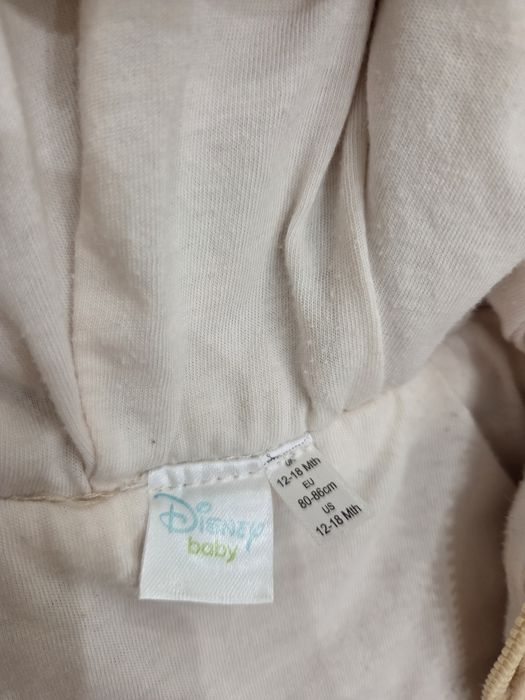 Disney
baby
UK
12-18 Mth
EU
80-86cm
US
12-18 Mth